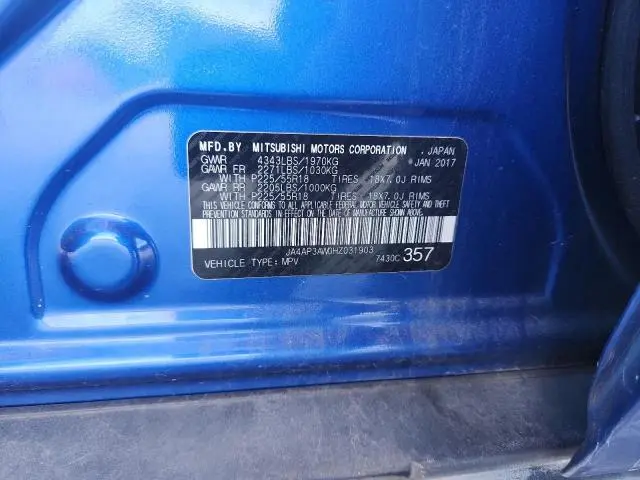 MFD.BY MITSUBISHI MOTORS CORPORATION , JAPAN
GVWR 4343LBS/1970KG JAN 2017
GAWR FR 2271LBS/1030KG
WITH P225/55R18 TIRES, 18X7.0J RIMS
GAWR RR 2205LBS/1000KG
WITH P225/55R18 TIRES, 18X7.0J RIMS
THIS VEHICLE CONFORMS TO ALL APPLICABLE FEDERAL MOTOR VEHICLE
SAFETY AND THEFT PREVENTION STANDARDS IN EFFECT ON THE DATE OF
MANUFACTURE SHOWN ABOVE.
JA4AP3AW0HZ031903
VEHICLE TYPE: MPV 7430C 357